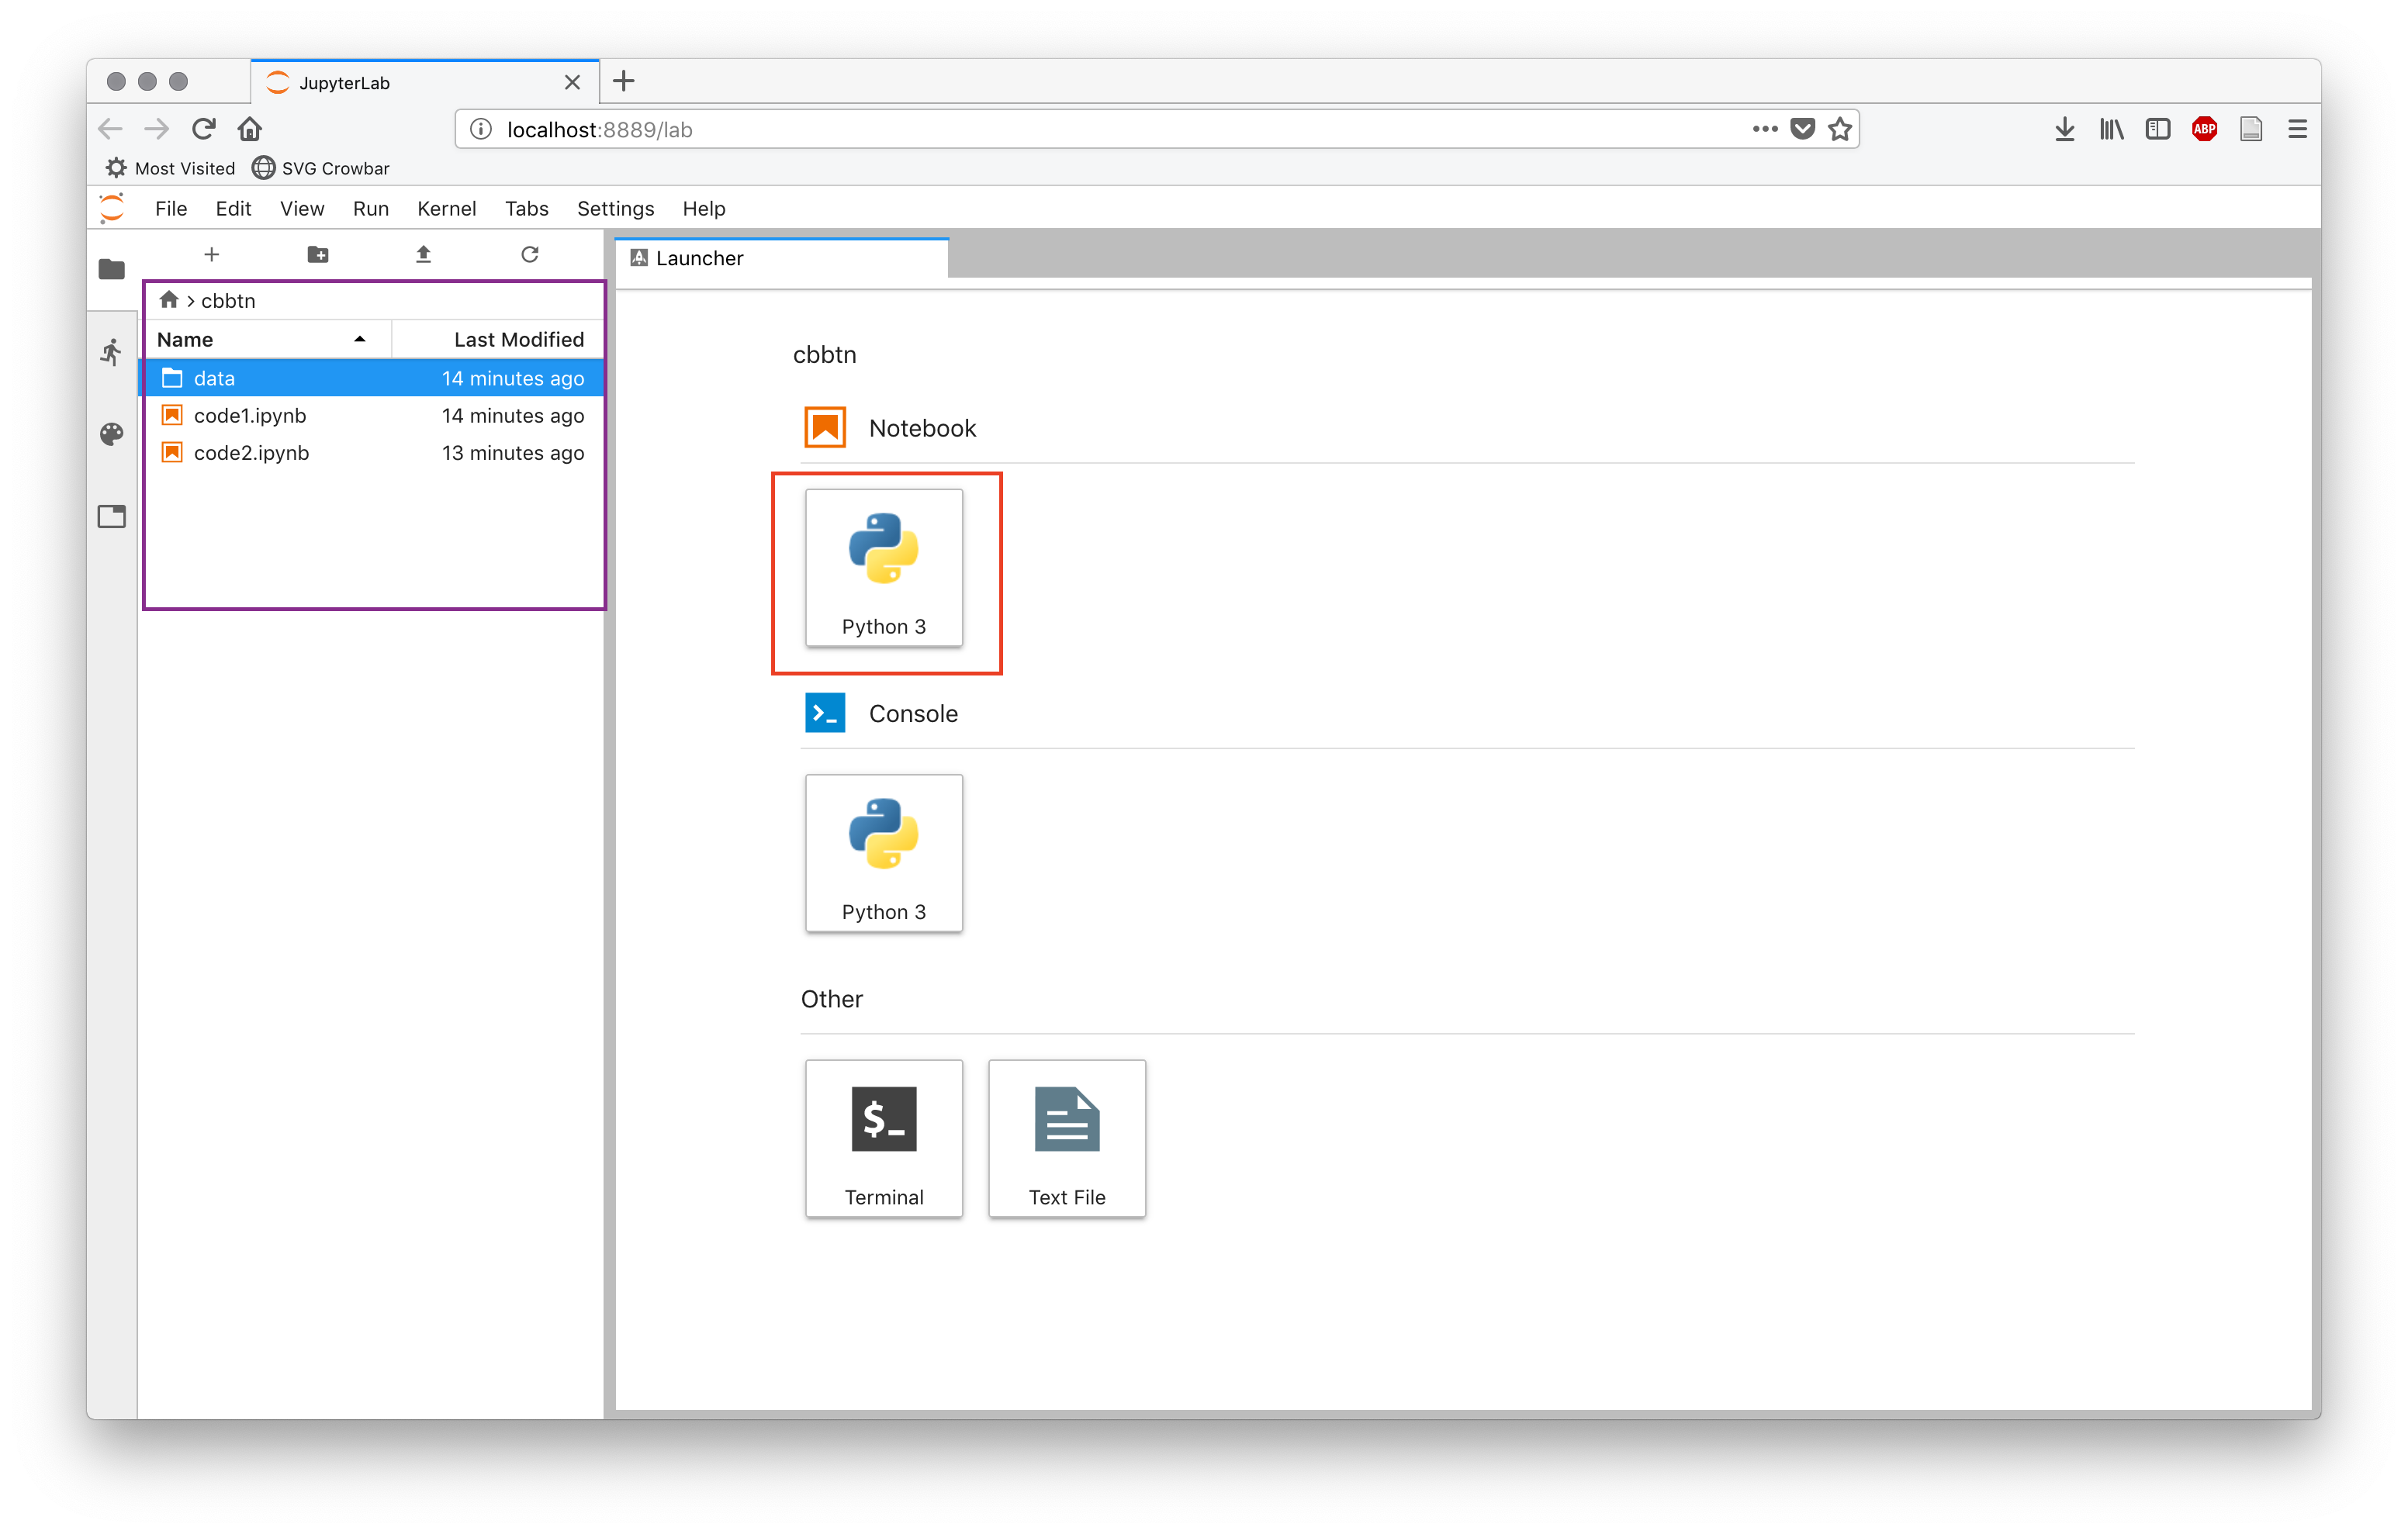 JupyterLab
localhost:8889/lab
ABP
Most Visited SVG Crowbar
File Edit View Run Kernel Tabs Settings Help
cbbtn
Name Last Modified
data 14 minutes ago
code1.ipynb 14 minutes ago
code2.ipynb 13 minutes ago
Launcher
cbbtn
Notebook
Python 3
Console
Python 3
Other
$_
Terminal Text File